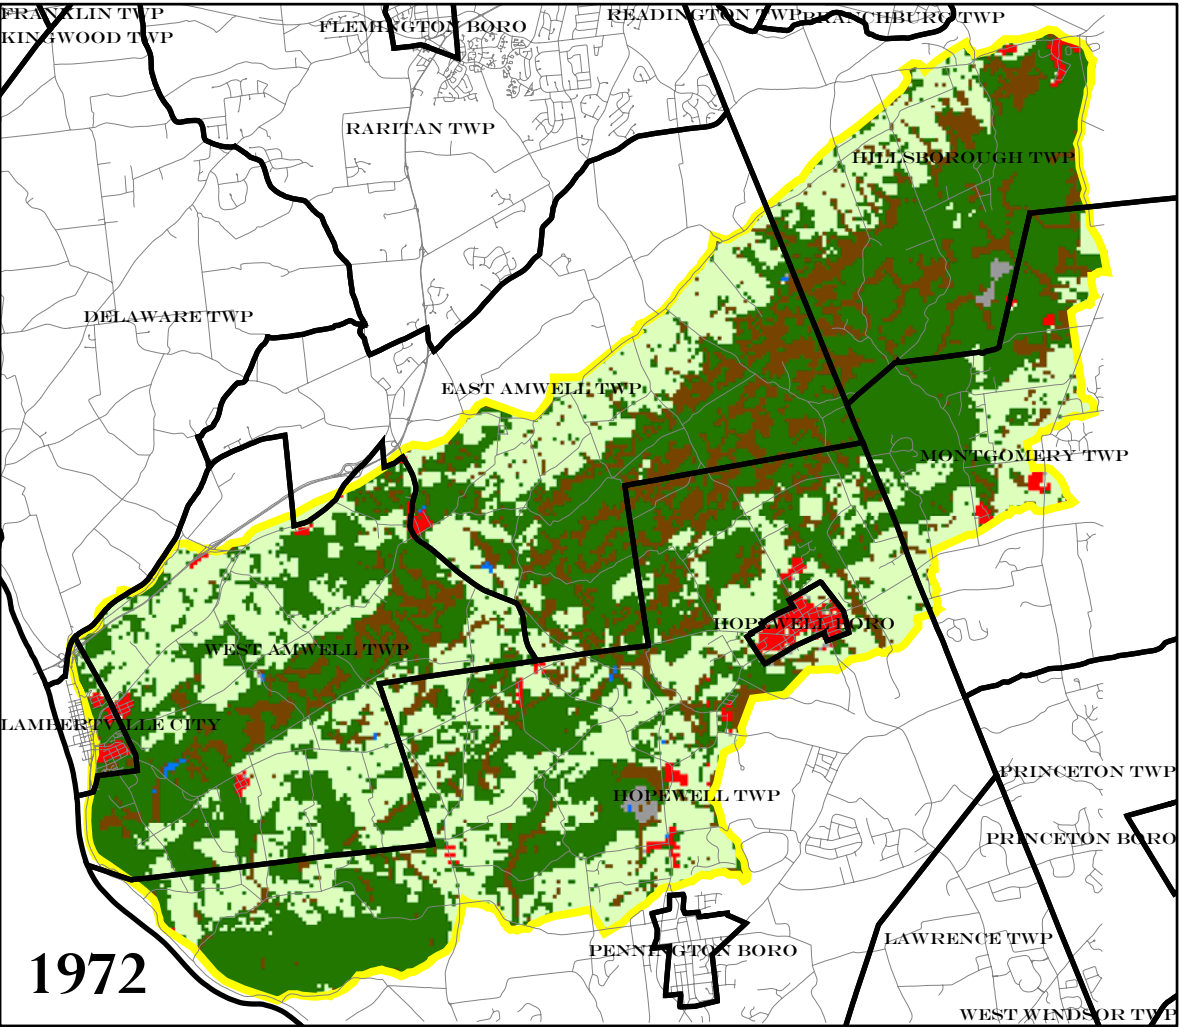 FRANKLIN TWP
READINGTON TWP
BRANCHBURG TWP
FLEMINGTON BORO
KINGWOOD TWP
RARITAN TWP
HILLSBOROUGH TWP
DELAWARE TWP
EAST AMWELL TWP
MONTGOMERY TWP
HOPEWELL BORO
WEST AMWELL TWP
LAMBERTVILLE CITY
PRINCETON TWP
HOPEWELL TWP
PRINCETON BORO
LAWRENCE TWP
PENNINGTON BORO
1972
WEST WINDSOR TWP